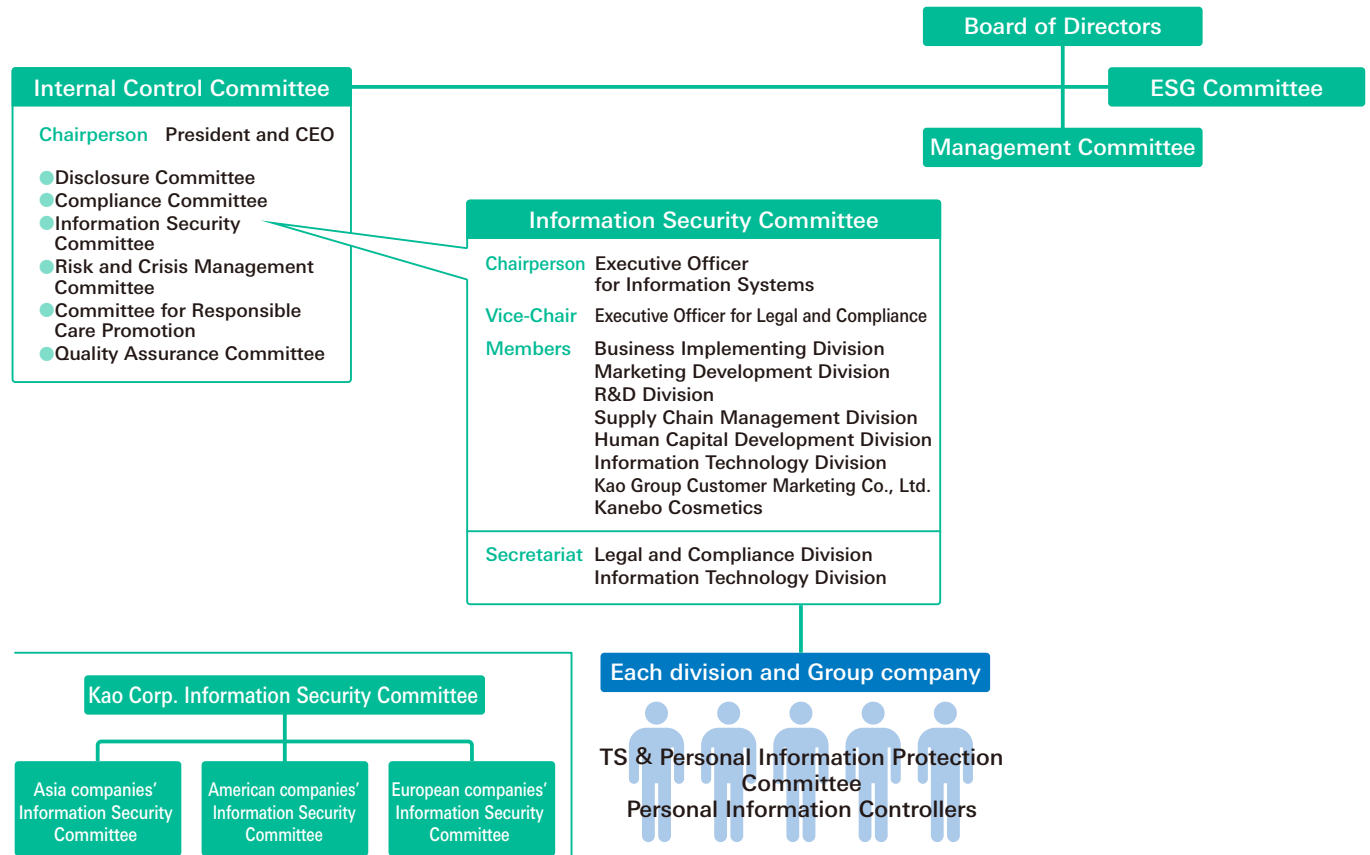 Board of Directors
Internal Control Committee
ESG Committee
Chairperson President and CEO
Management Committee
●Disclosure Committee
●Compliance Committee
●Information Security
Committee
●Risk and Crisis Management
Committee
●Committee for Responsible
Care Promotion
●Quality Assurance Committee
Information Security Committee
Chairperson Executive Officer
for Information Systems
Vice-Chair Executive Officer for Legal and Compliance
Members Business Implementing Division
Marketing Development Division
R&D Division
Supply Chain Management Division
Human Capital Development Division
Information Technology Division
Kao Group Customer Marketing Co., Ltd.
Kanebo Cosmetics
Secretariat Legal and Compliance Division
Information Technology Division
Each division and Group company
TS & Personal Information Protection
Committee
Personal Information Controllers
Kao Corp. Information Security Committee
Asia companies'
Information Security
Committee
American companies'
Information Security
Committee
European companies'
Information Security
Committee